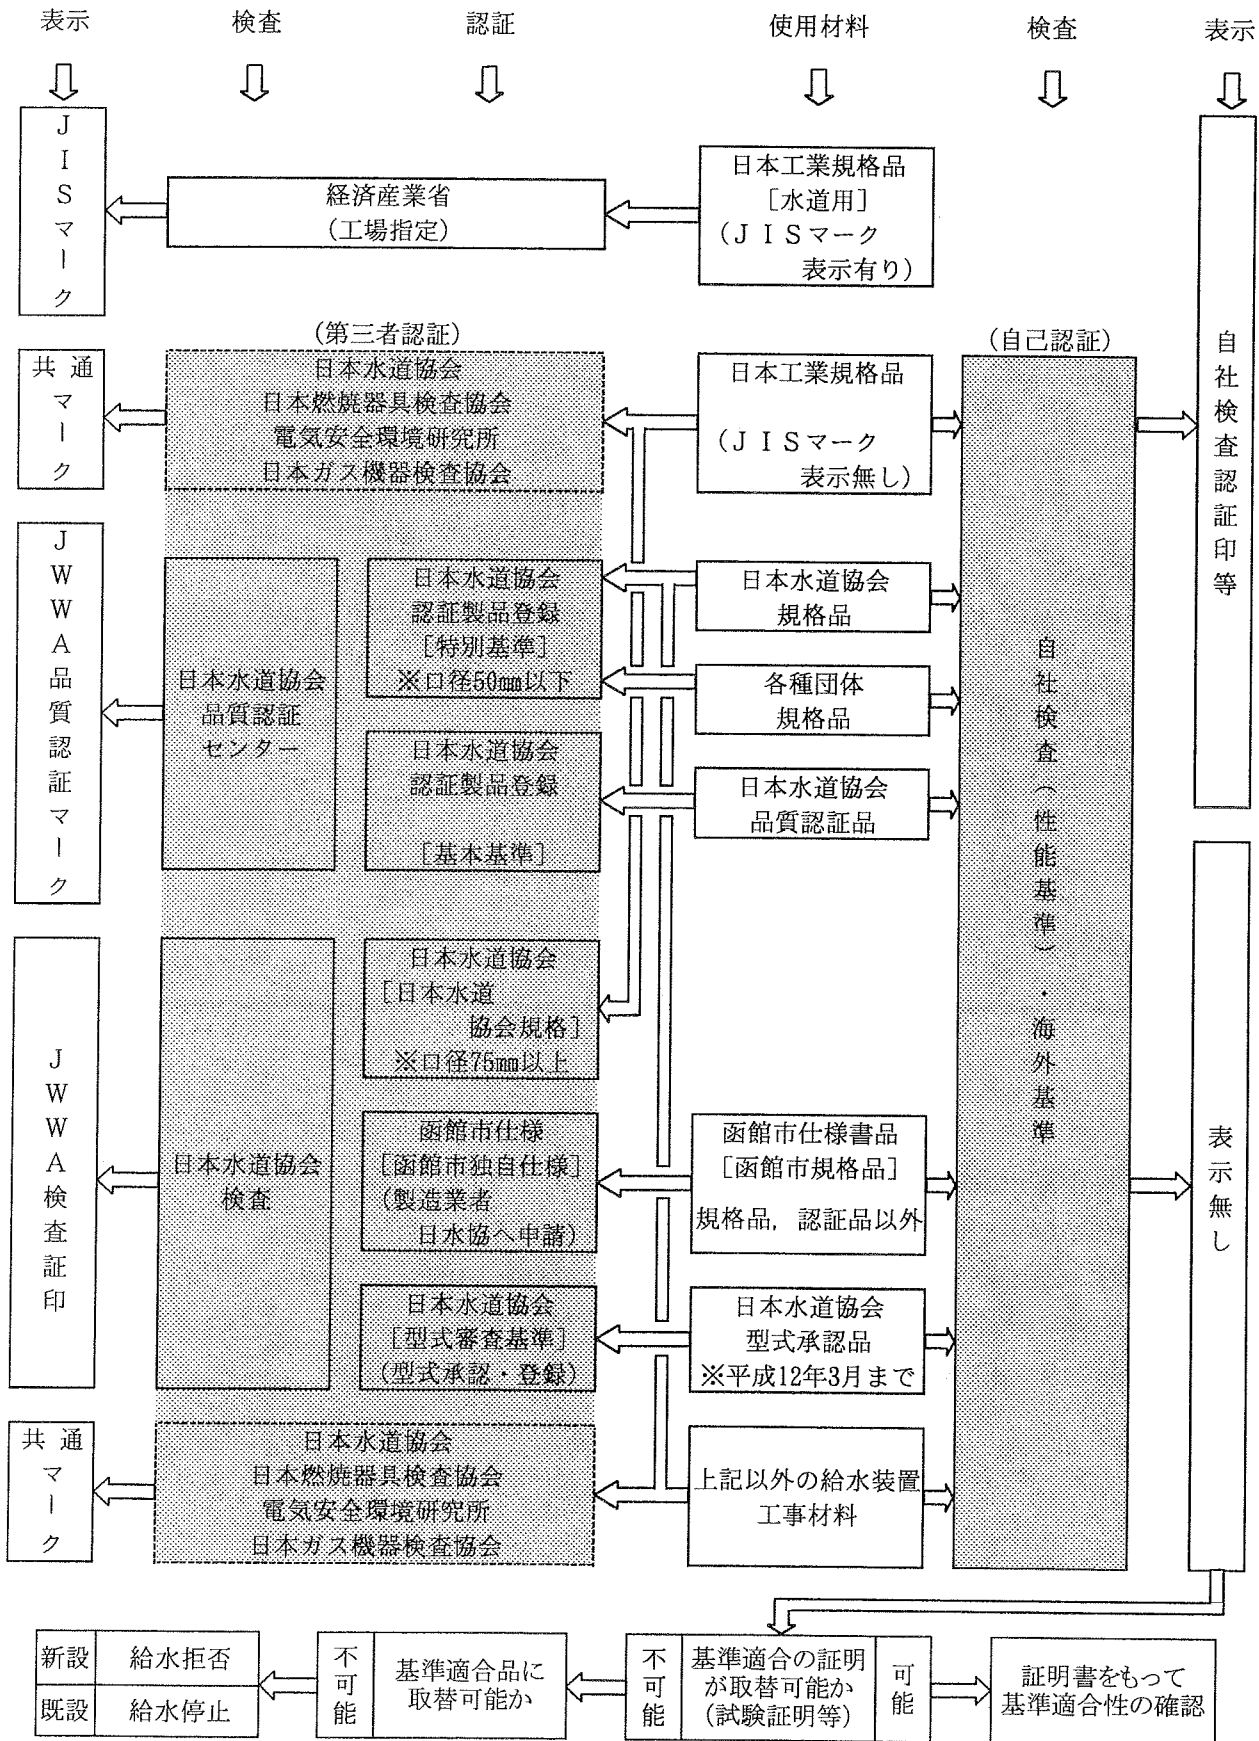 表示
検査
認証
使用材料
検査
表示
JISマーク
経済産業省
(工場指定)
日本工業規格品
[水道用]
(JISマーク
表示有り)
(第三者認証)
(自己認証)
共通
マーク
日本水道協会
日本燃焼器具検査協会
電気安全環境研究所
日本ガス機器検査協会
日本工業規格品
(JISマーク
表示無し)
自社検査認証印等
JWWA品質認証マーク
日本水道協会
品質認証
センター
日本水道協会
認証製品登録
[特別基準]
※口径50㎜以下
日本水道協会
規格品
各種団体
規格品
日本水道協会
認証製品登録
[基本基準]
日本水道協会
品質認証品
自社検査(性能基準)・海外基準
JWWA検査証印
日本水道協会
検査
日本水道協会
[日本水道
協会規格]
※口径75㎜以上
函館市仕様
[函館市独自仕様]
(製造業者
日水協へ申請)
函館市仕様書品
[函館市規格品]
規格品,認証品以外
表示無し
日本水道協会
[型式審査基準]
(型式承認・登録)
日本水道協会
型式承認品
※平成12年3月まで
共通
マーク
日本水道協会
日本燃焼器具検査協会
電気安全環境研究所
日本ガス機器検査協会
上記以外の給水装置
工事材料
新設 給水拒否
既設 給水停止
不可能
基準適合品に
取替可能か
不可能
基準適合の証明
が取替可能か
(試験証明等)
可能
証明書をもって
基準適合性の確認